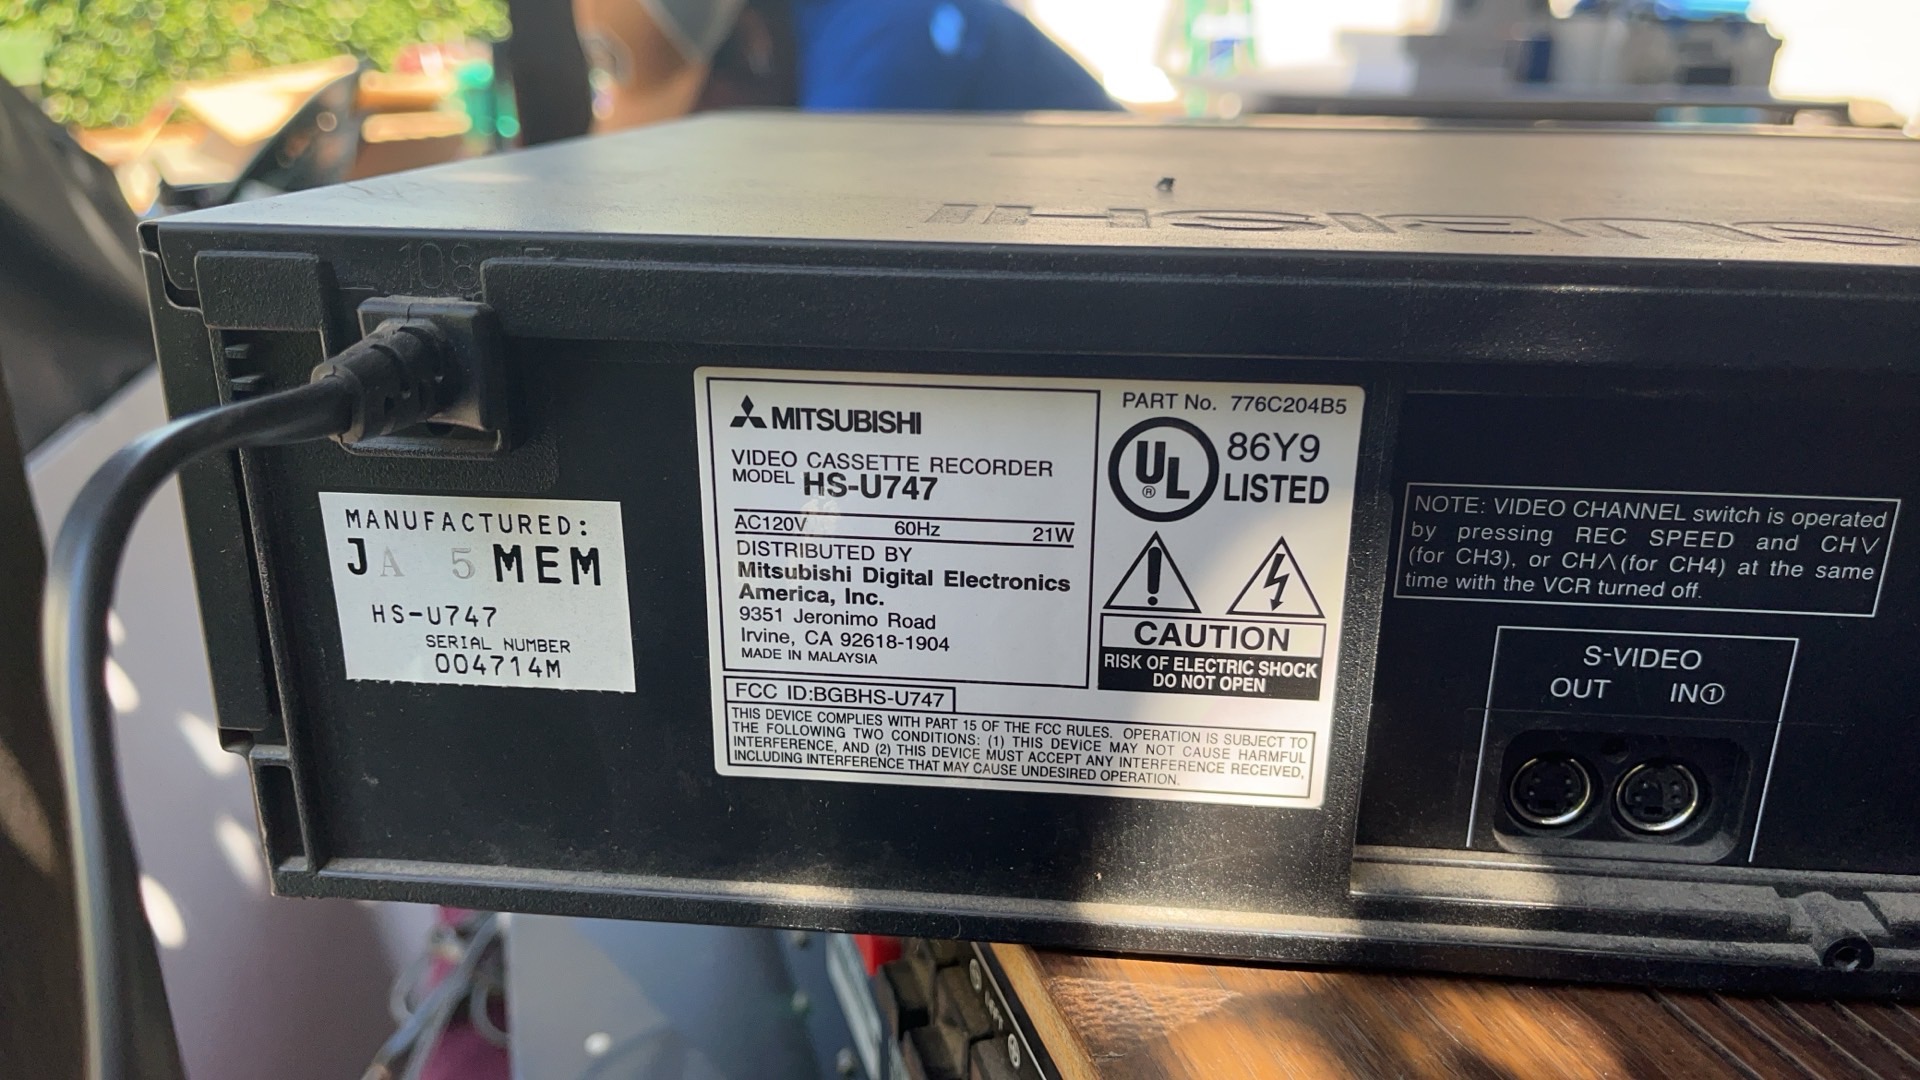 MITSUBISHI
MANUFACTURED:
JA 5 MEM
HS-U747
SERIAL NUMBER
004714M
MITSUBISHI
VIDEO CASSETTE RECORDER
MODEL HS-U747
AC120V 60Hz 21W
DISTRIBUTED BY
Mitsubishi Digital Electronics
America, Inc.
9351 Jeronimo Road
Irvine, CA 92618-1904
MADE IN MALAYSIA
PART No. 776C204B5
UL ® 86Y9
LISTED
CAUTION
RISK OF ELECTRIC SHOCK
DO NOT OPEN
FCC ID:BGBHS-U747
THIS DEVICE COMPLIES WITH PART 15 OF THE FCC RULES. OPERATION IS SUBJECT TO
THE FOLLOWING TWO CONDITIONS: (1) THIS DEVICE MAY NOT CAUSE HARMFUL
INTERFERENCE, AND (2) THIS DEVICE MUST ACCEPT ANY INTERFERENCE RECEIVED,
INCLUDING INTERFERENCE THAT MAY CAUSE UNDESIRED OPERATION.
NOTE: VIDEO CHANNEL switch is operated
by pressing REC SPEED and CH∨
(for CH3), or CH∧(for CH4) at the same
time with the VCR turned off.
S-VIDEO
OUT IN①